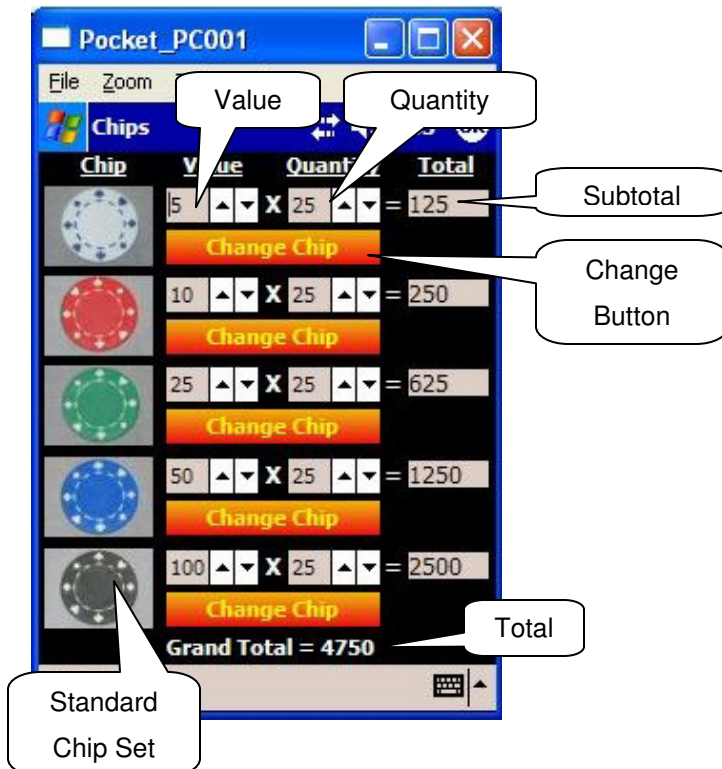 Pocket_PC001
File Zoom
Value
Quantity
Chips
Chip Quantity Total
5 X 25 = 125
Subtotal
Change Chip
Change
Button
10 X 25 = 250
Change Chip
25 X 25 = 625
Change Chip
50 X 25 = 1250
Change Chip
100 X 25 = 2500
Change Chip
Total
Grand Total = 4750
Standard
Chip Set